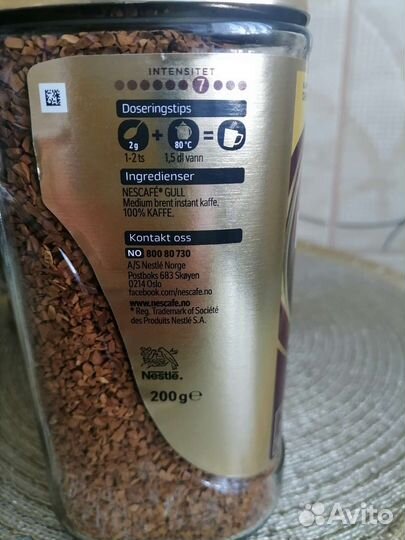 INTENSITET
7
Doseringstips
2g 80°C
1-2 ts 1,5 dl vann
Ingredienser
NESCAFÉ® GULL
Medium brent instant kaffe.
100% KAFFE.
Kontakt oss
NO 800 80 730
A/S Nestlé Norge
Postboks 683 Skøyen
0214 Oslo
facebook.com/nescafe.no
www.nescafe.no
® Reg. Trademark of Société
des Produits Nestlé S.A.
Nestlé.
200g℮
Avito